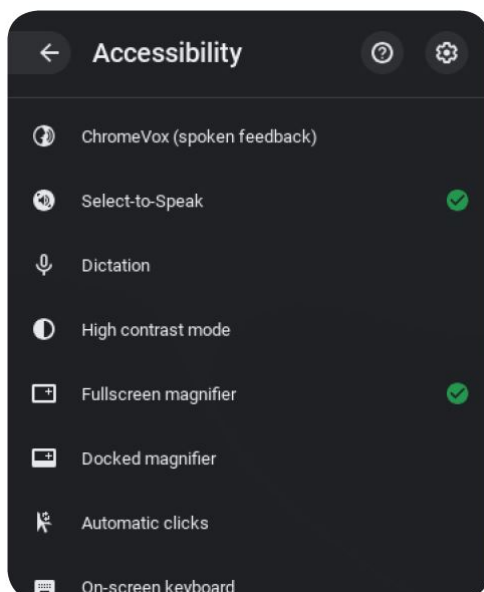 Accessibility
ChromeVox (spoken feedback)
Select-to-Speak
Dictation
High contrast mode
Fullscreen magnifier
Docked magnifier
Automatic clicks
On-screen keyboard